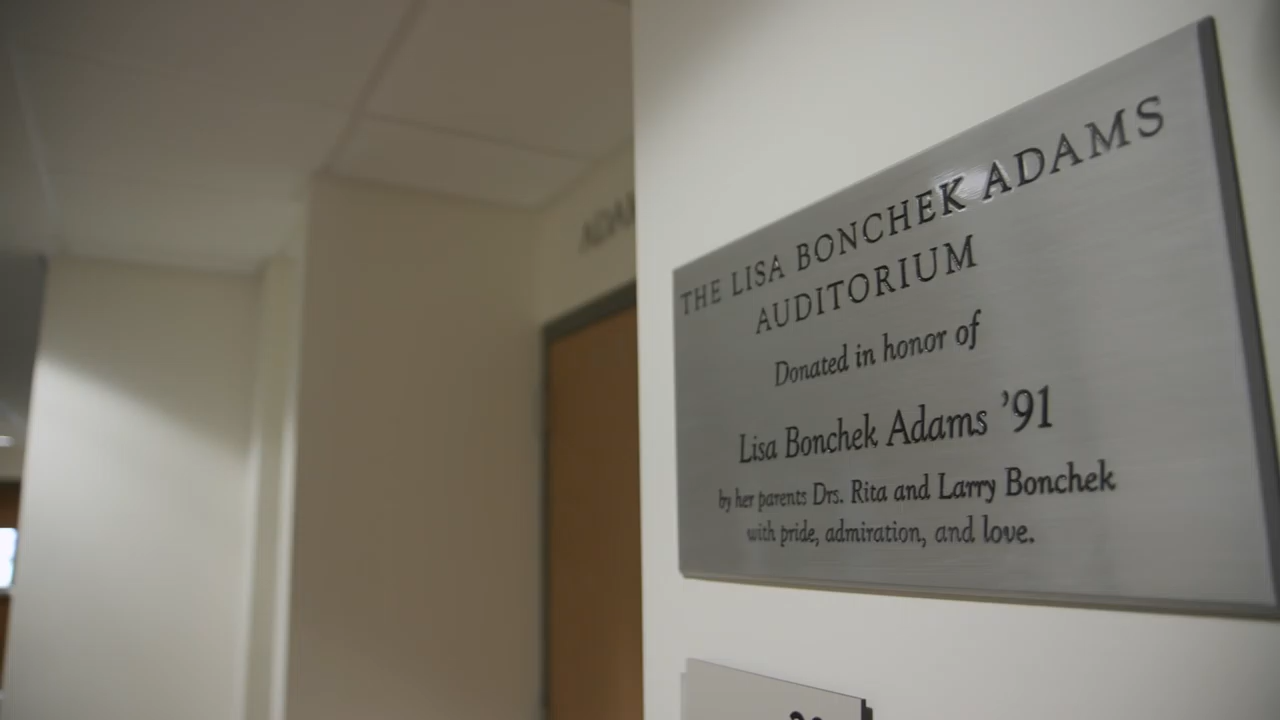 THE LISA BONCHEK ADAMS
AUDITORIUM
Donated in honor of
Lisa Bonchek Adams ’91
by her parents Drs. Rita and Larry Bonchek
with pride, admiration, and love.